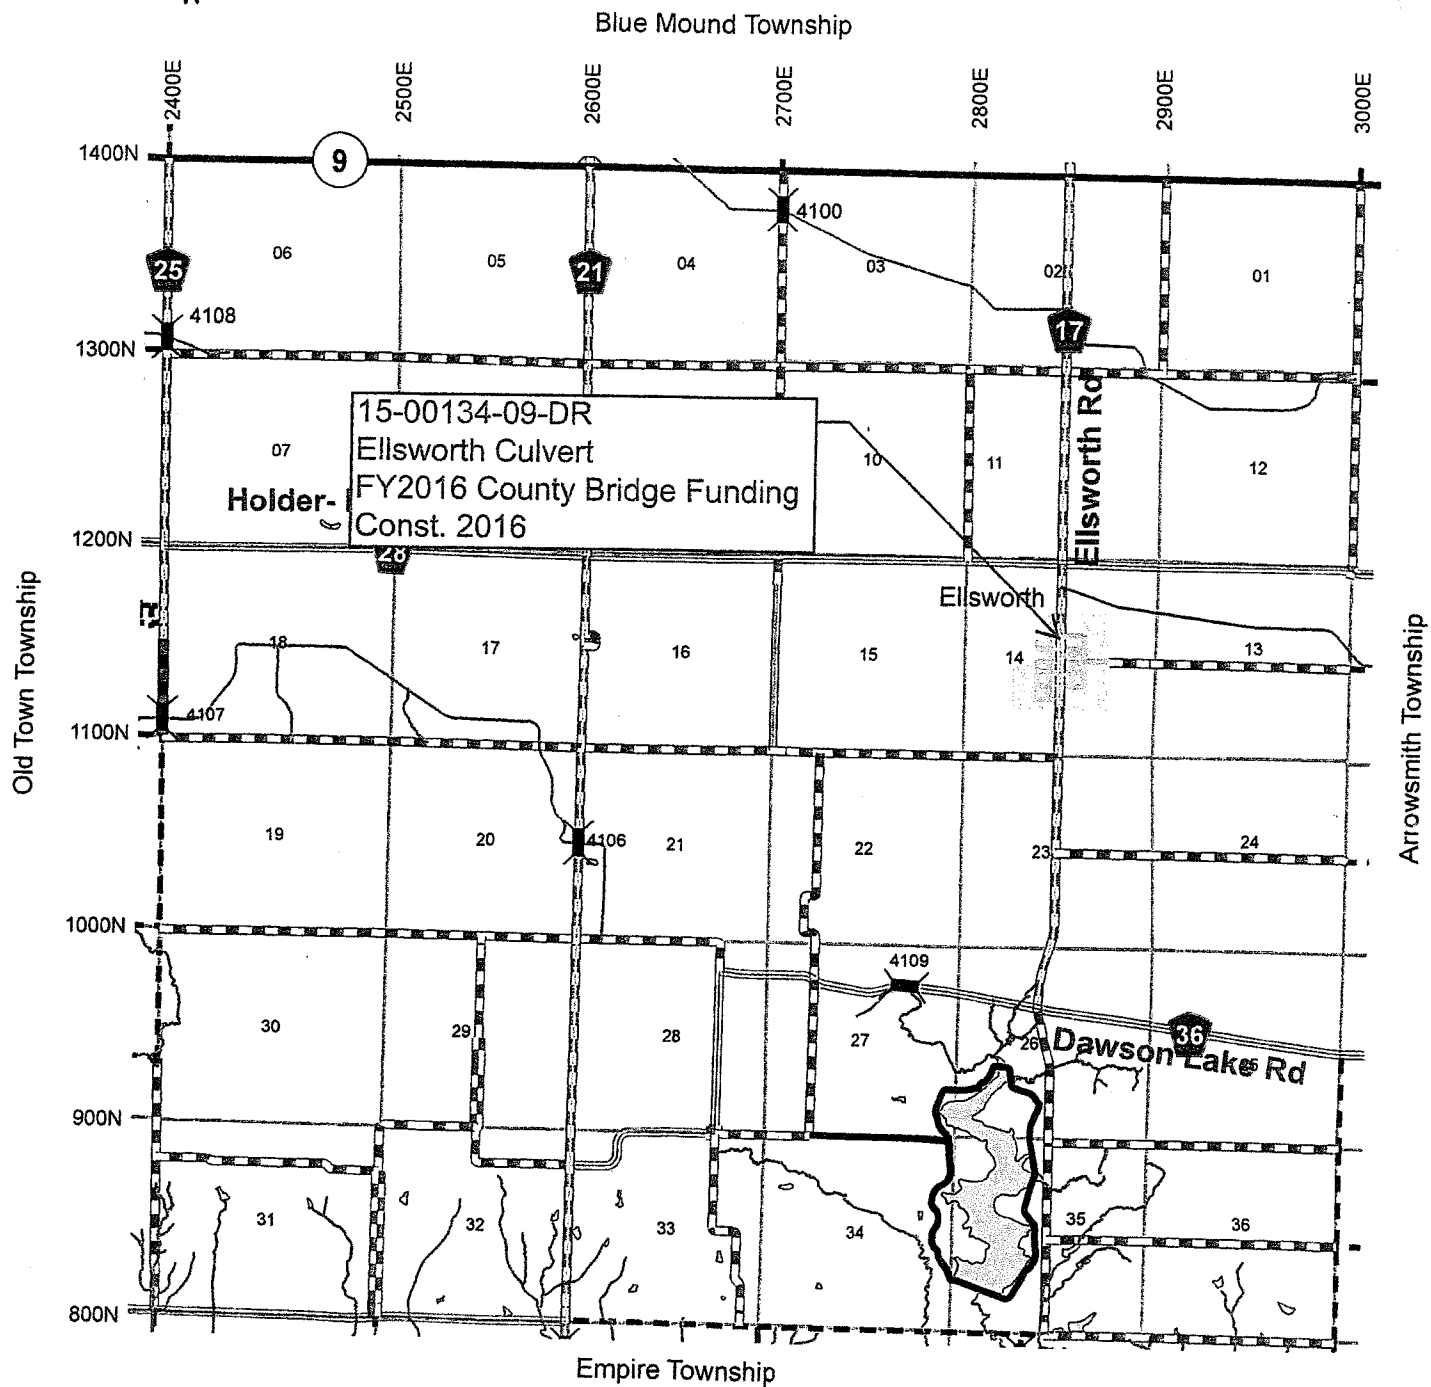 Blue Mound Township
2400E
2500E
2600E
2700E
2800E
2900E
3000E
1400N
9
4100
06
05
04
03
02
01
25
21
17
4108
1300N
Ellsworth Rd
15-00134-09-DR
Ellsworth Culvert
FY2016 County Bridge Funding
Const. 2016
07
10
11
12
Holder-
1200N
28
Ellsworth
18
17
16
15
14
13
4107
1100N
Old Town Township
Arrowsmith Township
19
20
4106
21
22
23
24
1000N
4109
30
29
28
27
26
36
Dawson Lake Rd
900N
31
32
33
34
35
36
800N
Empire Township